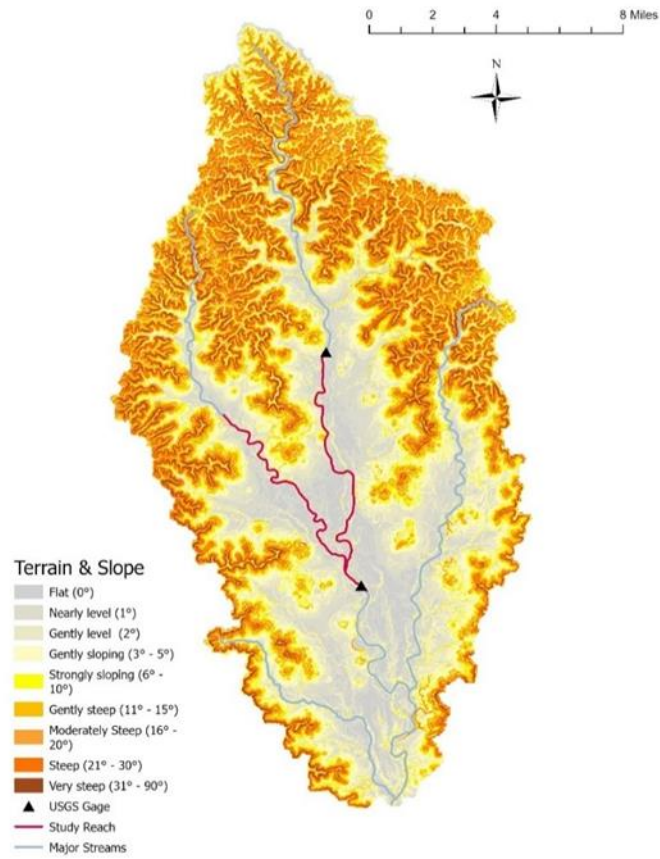 0 2 4 8 Miles
N
Terrain & Slope
Flat (0°)
Nearly level (1°)
Gently level (2°)
Gently sloping (3° - 5°)
Strongly sloping (6° -
10°)
Gently steep (11° - 15°)
Moderately Steep (16° -
20°)
Steep (21° - 30°)
Very steep (31° - 90°)
USGS Gage
Study Reach
Major Streams